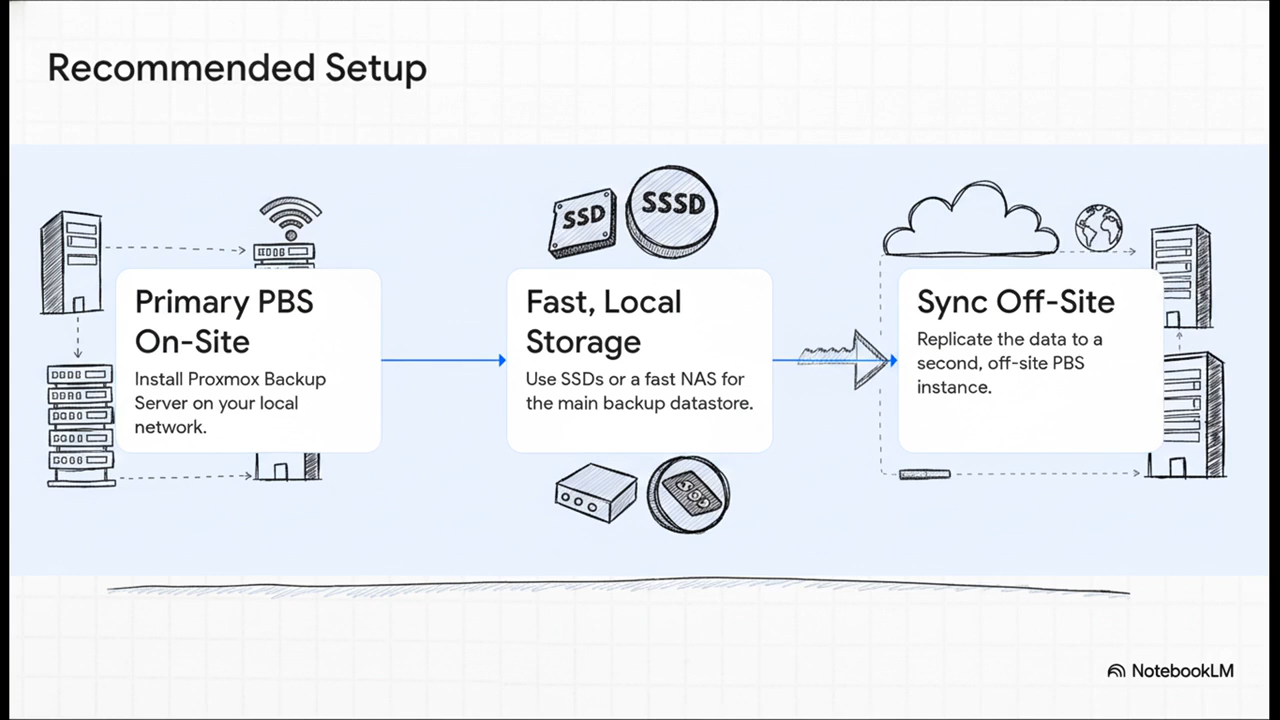 Recommended Setup
SSD
SSSD
Primary PBS
On-Site
Install Proxmox Backup
Server on your local
network.
Fast, Local
Storage
Use SSDs or a fast NAS for
the main backup datastore.
Sync Off-Site
Replicate the data to a
second, off-site PBS
instance.
NotebookLM